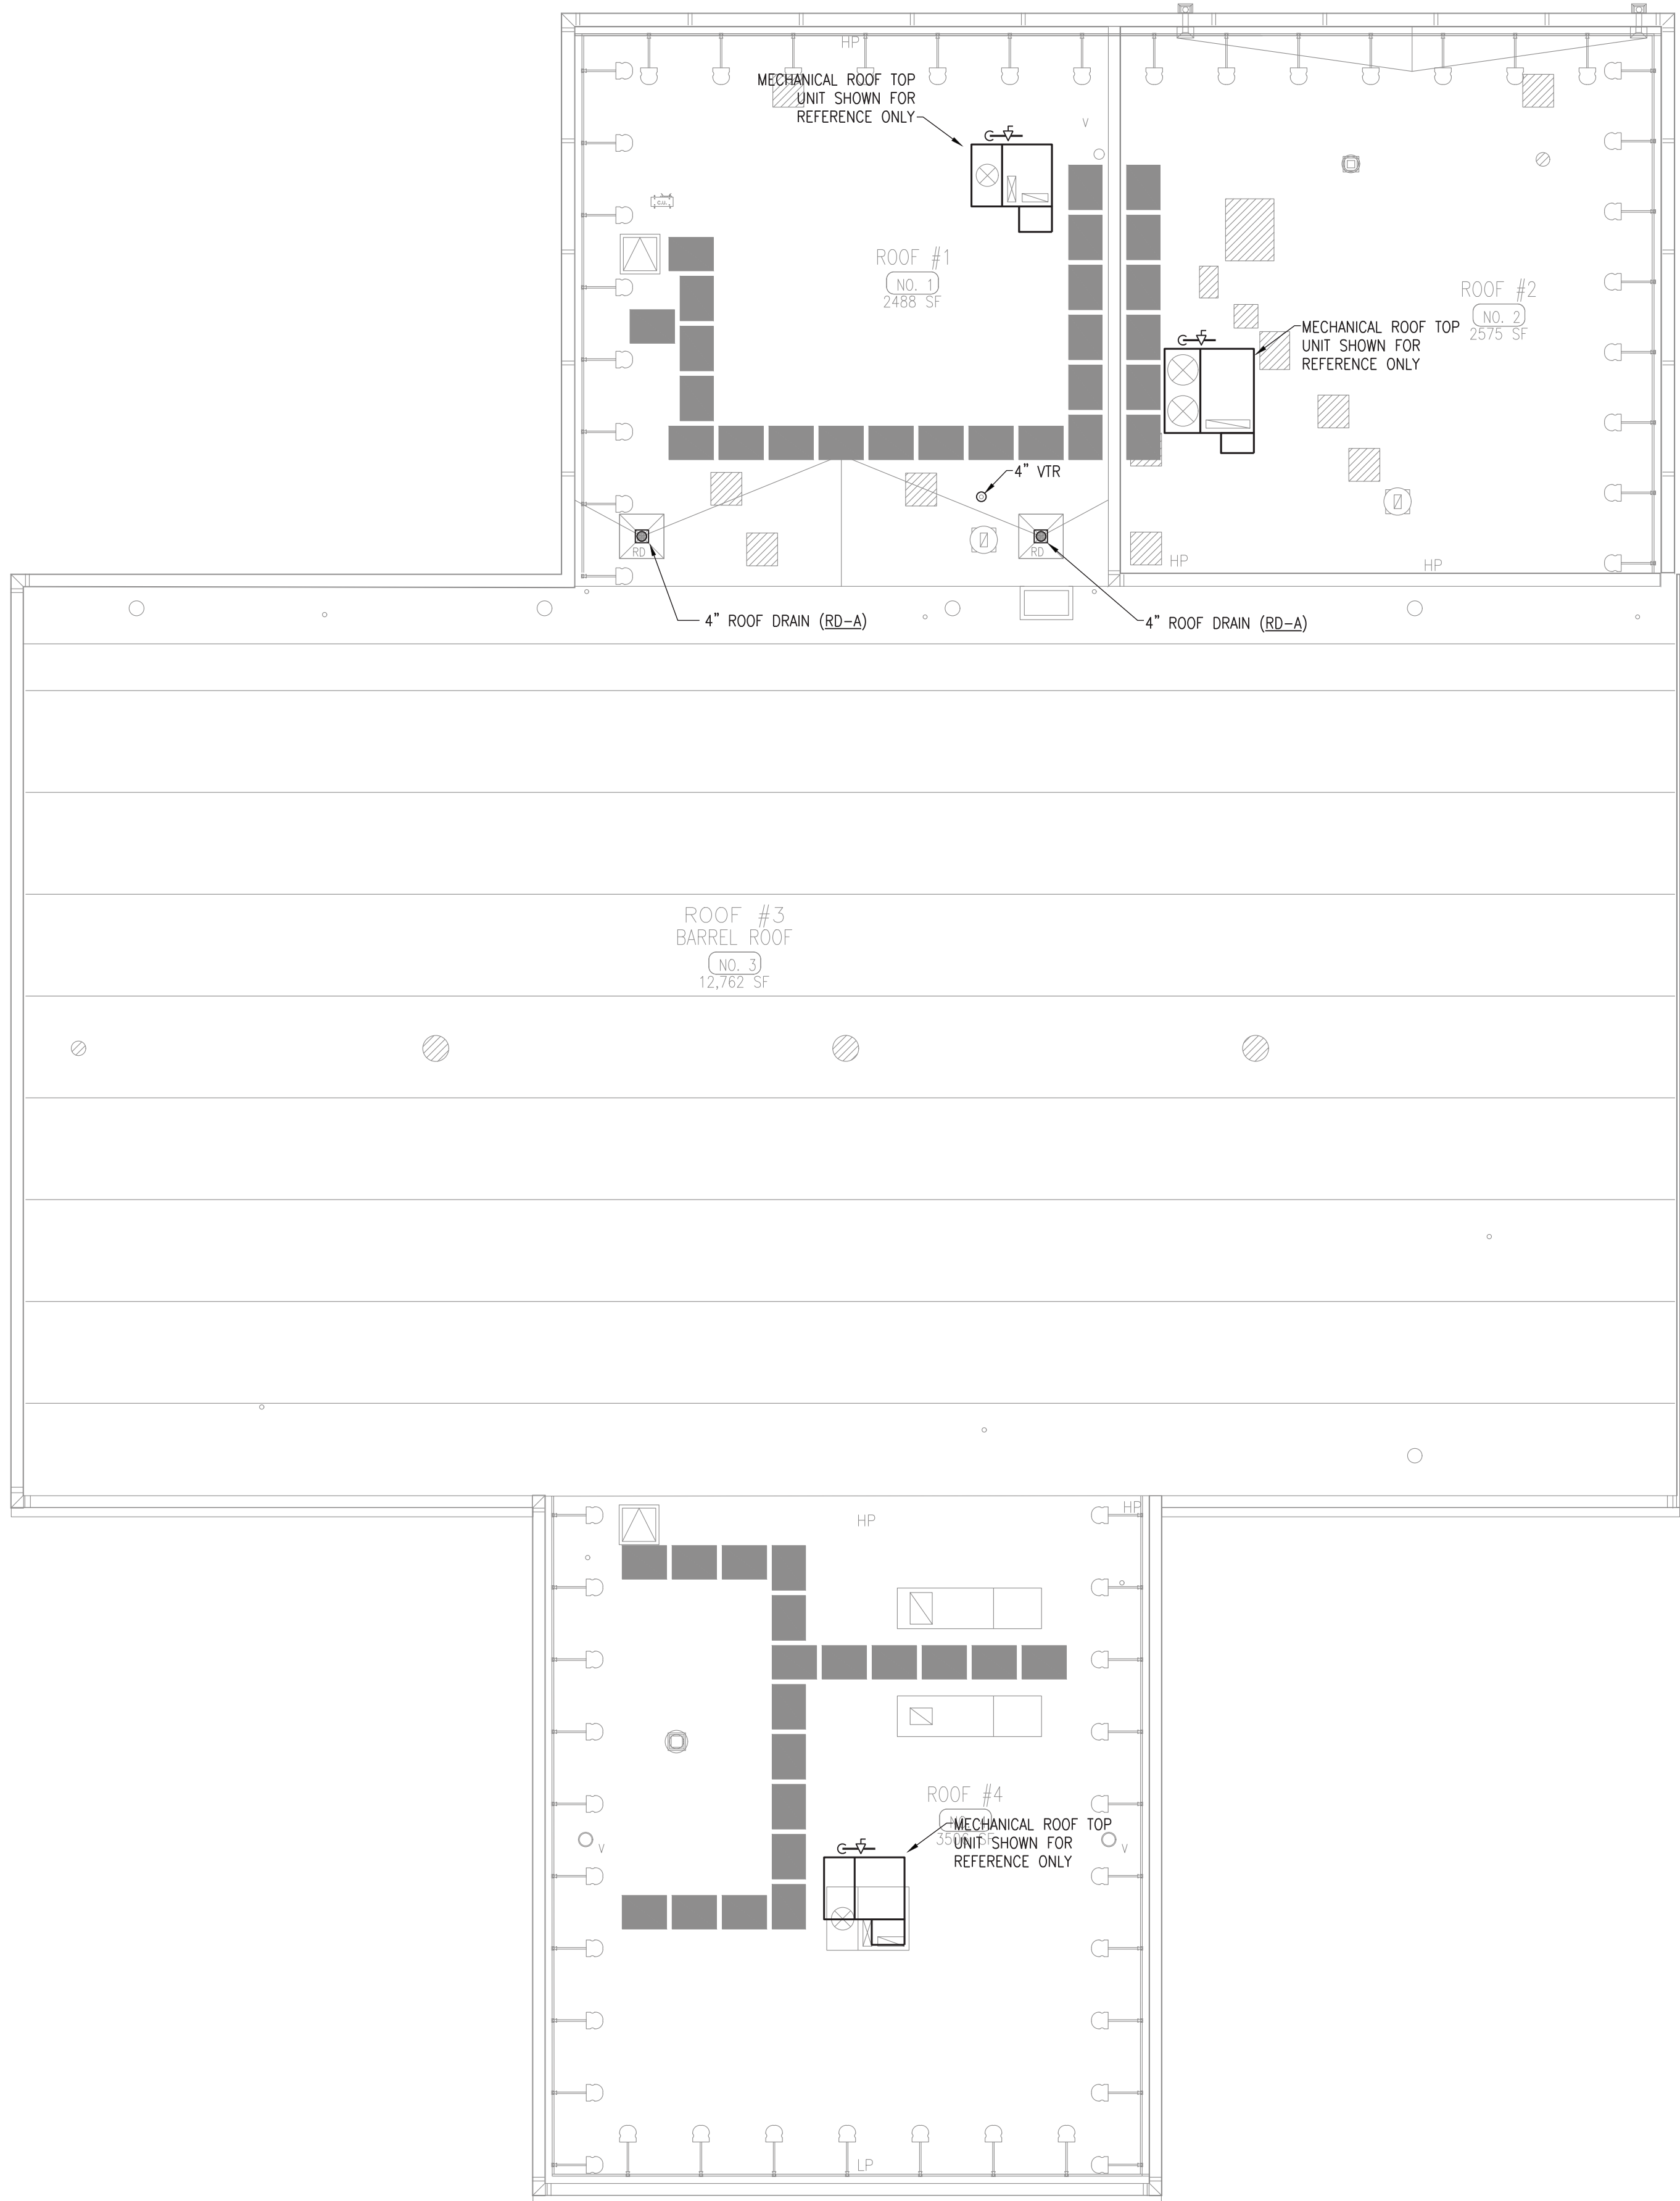 HP
MECHANICAL ROOF TOP
UNIT SHOWN FOR
REFERENCE ONLY
V
C.U.
G
ROOF #1
NO. 1
2488 SF
ROOF #2
NO. 2
2575 SF
G
MECHANICAL ROOF TOP
UNIT SHOWN FOR
REFERENCE ONLY
4" VTR
RD
RD
HP
HP
4" ROOF DRAIN (RD-A)
4" ROOF DRAIN (RD-A)
ROOF #3
BARREL ROOF
NO. 3
12,762 SF
HP
HP
ROOF #4
MECHANICAL ROOF TOP
UNIT SHOWN FOR
REFERENCE ONLY
G
V
V
LP